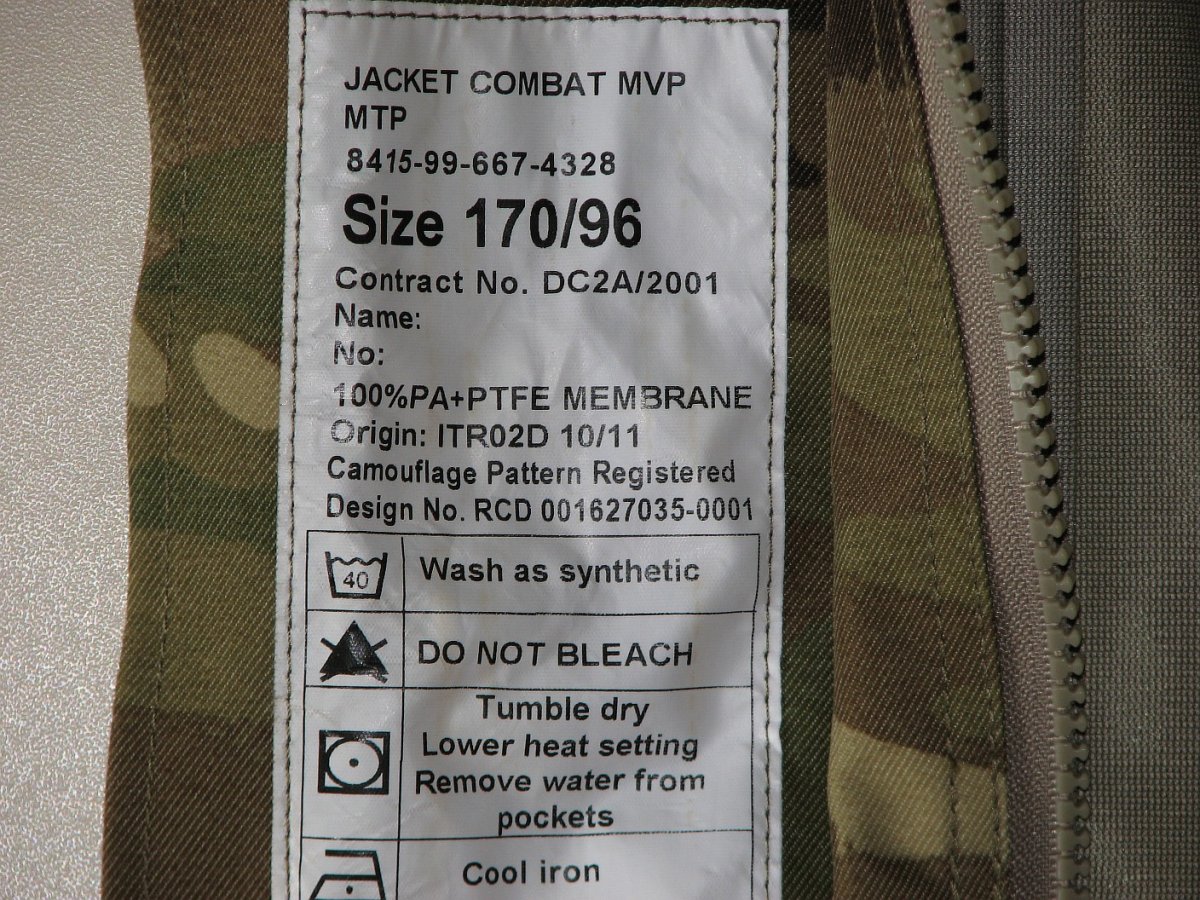 JACKET COMBAT MVP
MTP
8415-99-667-4328
Size 170/96
Contract No. DC2A/2001
Name:
No:
100%PA+PTFE MEMBRANE
Origin: ITR02D 10/11
Camouflage Pattern Registered
Design No. RCD 001627035-0001
40 Wash as synthetic
DO NOT BLEACH
Tumble dry
Lower heat setting
Remove water from
pockets
Cool iron